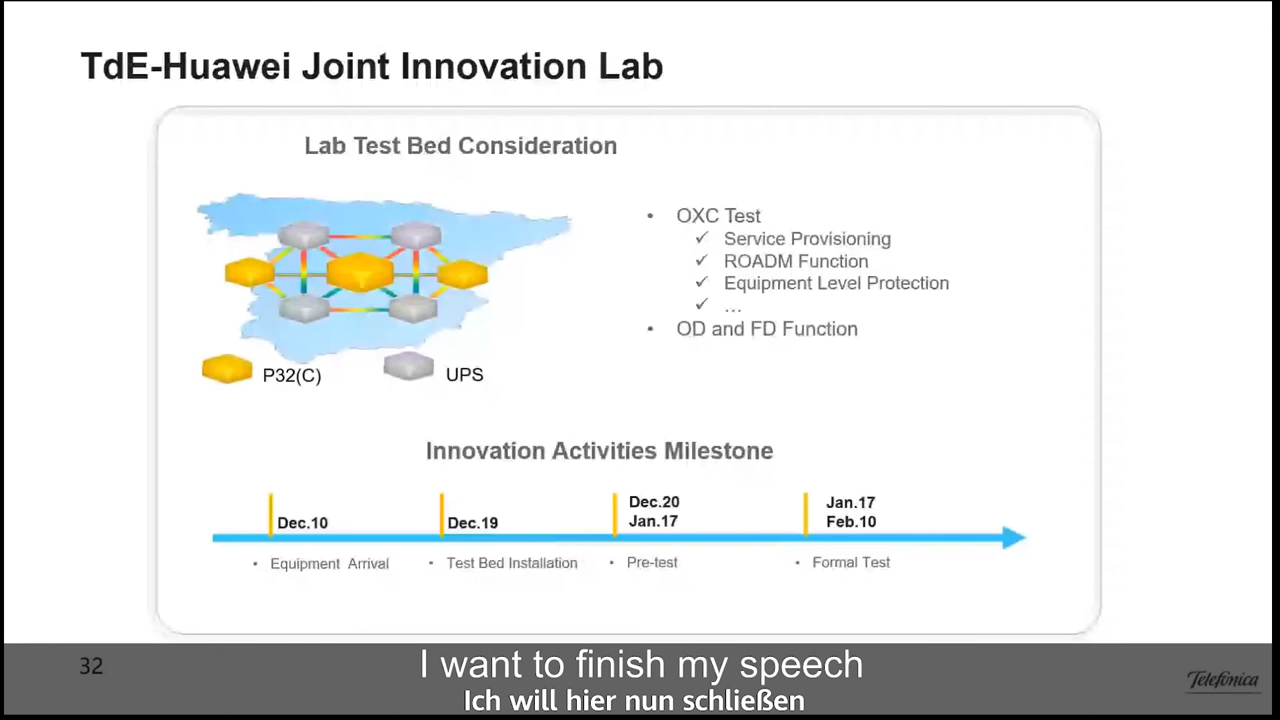 TdE-Huawei Joint Innovation Lab
Lab Test Bed Consideration
• OXC Test
✓ Service Provisioning
✓ ROADM Function
✓ Equipment Level Protection
✓ ...
• OD and FD Function
P32(C)
UPS
Innovation Activities Milestone
Dec.10
Dec.19
Dec.20
Jan.17
Jan.17
Feb.10
• Equipment Arrival
• Test Bed Installation
• Pre-test
• Formal Test
32
I want to finish my speech
Ich will hier nun schließen
Telefónica